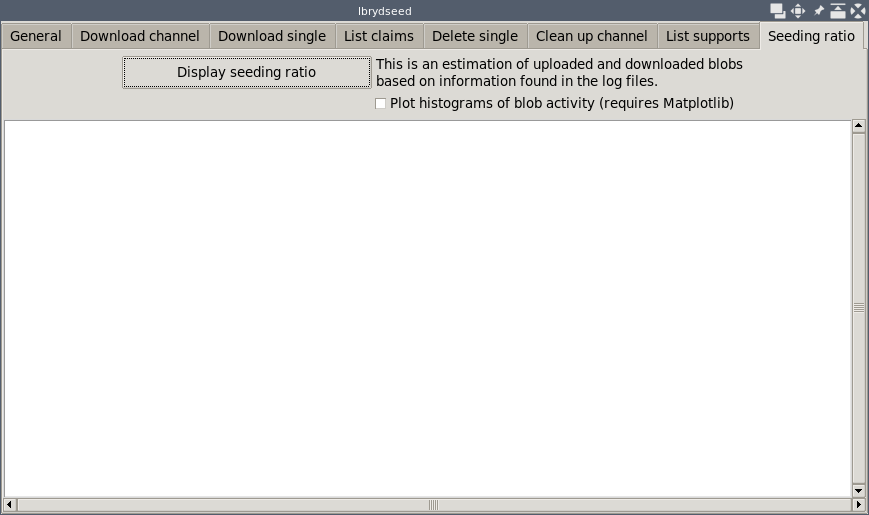 lbrydseed
General Download channel Download single List claims Delete single Clean up channel List supports Seeding ratio
Display seeding ratio
This is an estimation of uploaded and downloaded blobs
based on information found in the log files.
Plot histograms of blob activity (requires Matplotlib)